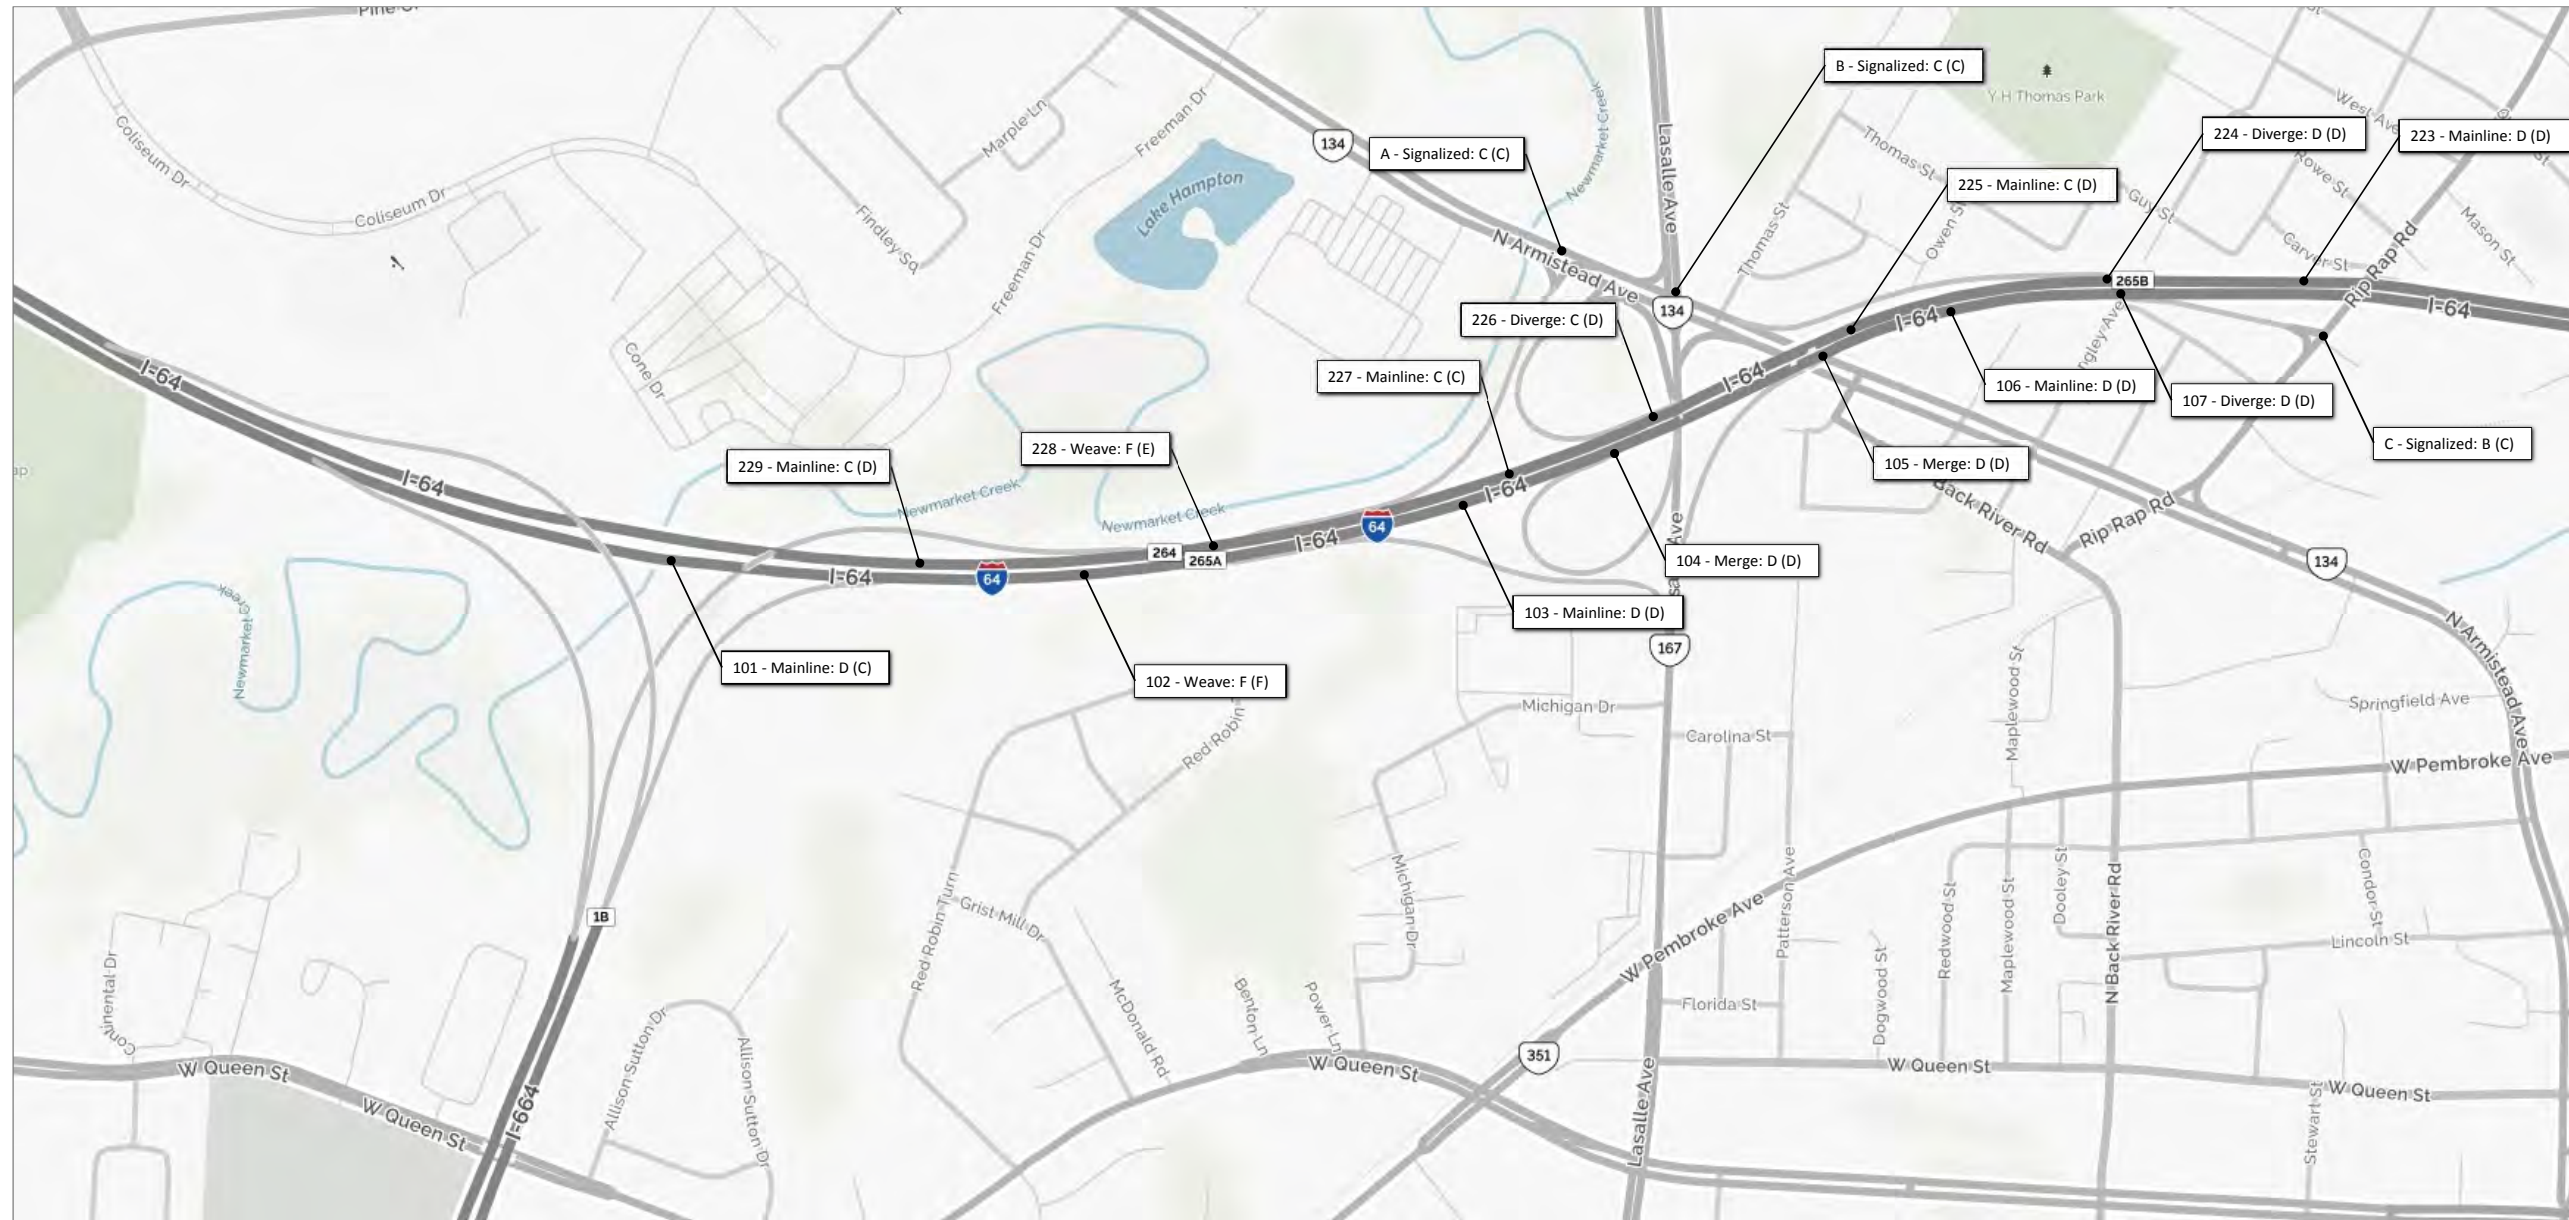 B - Signalized: C (C)
Y H Thomas Park
224 - Diverge: D (D)
223 - Mainline: D (D)
A - Signalized: C (C)
225 - Mainline: C (D)
226 - Diverge: C (D)
227 - Mainline: C (C)
106 - Mainline: D (D)
107 - Diverge: D (D)
C - Signalized: B (C)
229 - Mainline: C (D)
228 - Weave: F (E)
105 - Merge: D (D)
104 - Merge: D (D)
103 - Mainline: D (D)
101 - Mainline: D (C)
102 - Weave: F (F)
Coliseum Dr
Coliseum Dr
Marple Ln
Freeman Dr
Findley Sq
Freeman Dr
Lake Hampton
Cone Dr
134
Newmarket Creek
Lasalle Ave
N Armistead Ave
134
Thomas St
Thomas St
Guy St
Rowe St
Carver St
Mason St
Rip Rap Rd
265B
I-64
I-64
I-64
I-64
I-64
I-64
I-64
I-64
64
64
264
265A
Newmarket Creek
Newmarket Creek
Newmarket Creek
Back River Rd
Rip Rap Rd
134
N Armistead Ave
167
Michigan Dr
Carolina St
Maplewood St
Springfield Ave
W Pembroke Ave
Red Robin
Red Robin Turn
Grist Mill Dr
McDonald Rd
Benton Ln
Power Ln
Michigan Dr
W Pembroke Ave
Patterson Ave
Florida St
Dogwood St
Redwood St
Maplewood St
Dooley St
N Back River Rd
Condor St
Lincoln St
1B
Continental Dr
W Queen St
W Queen St
I-664
Allison Sutton Dr
Allison Sutton Dr
W Queen St
351
Lasalle Ave
W Queen St
W Queen St
Stewart St